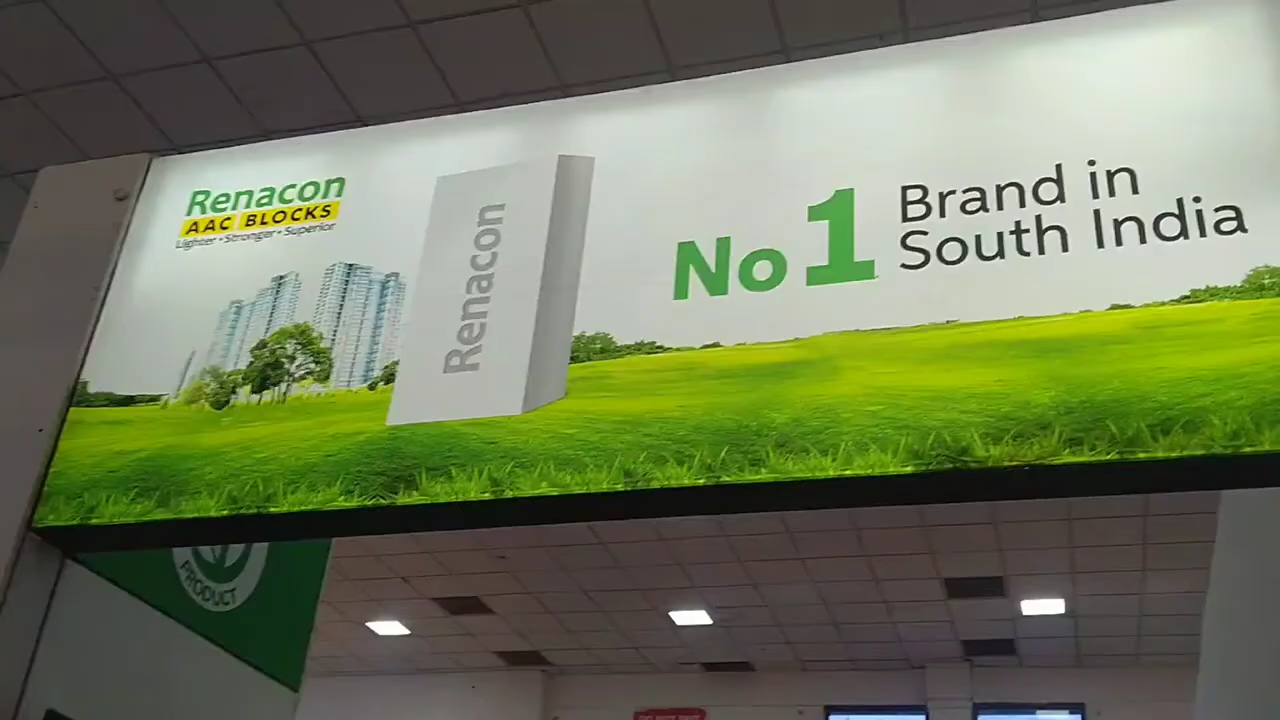 Renacon
AAC BLOCKS
Lighter • Stronger • Superior
Renacon
No 1
Brand in
South India
PRODUCT